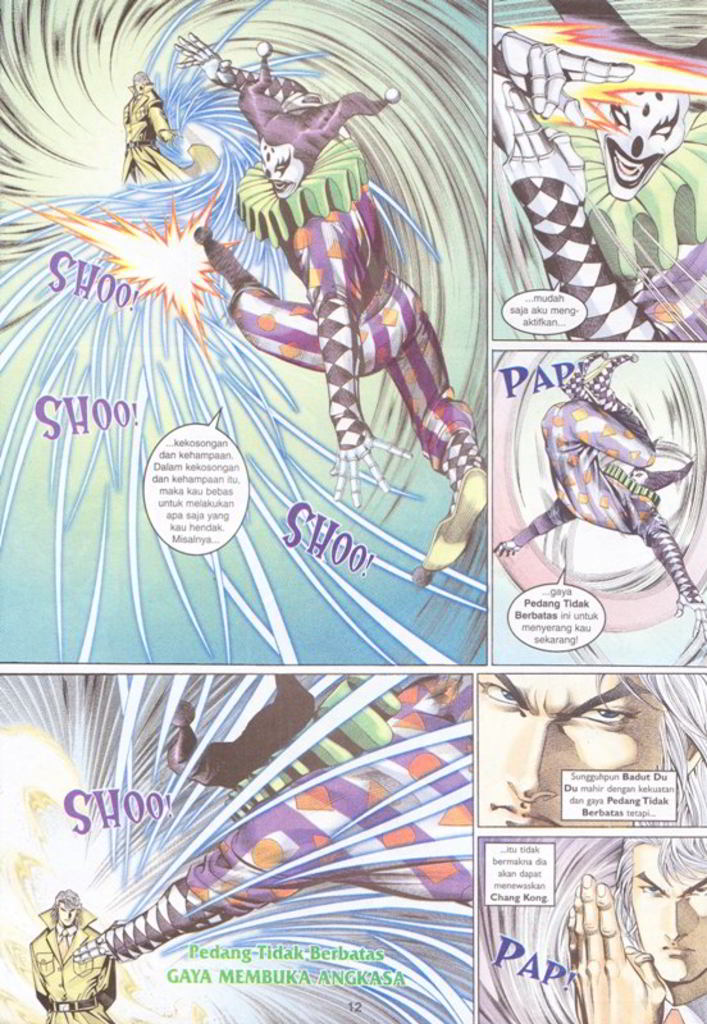 SHOO!
SHOO!
...kekosongan
dan kehampaan.
Dalam kekosongan
dan kehampaan itu,
maka kau bebas
untuk melakukan
apa saja yang
kau hendak.
Misalnya...
SHOO!
...mudah
saja aku meng-
aktifkan...
PAP!
...gaya
Pedang Tidak
Berbatas ini untuk
menyerang kau
sekarang!
SHOO!
Pedang Tidak Berbatas
GAYA MEMBUKA ANGKASA
Sungguhpun Badut Du
Du mahir dengan kekuatan
dan gaya Pedang Tidak
Berbatas tetapi...
...itu tidak
bermakna dia
akan dapat
menewaskan
Chang Kong.
PAP!
12